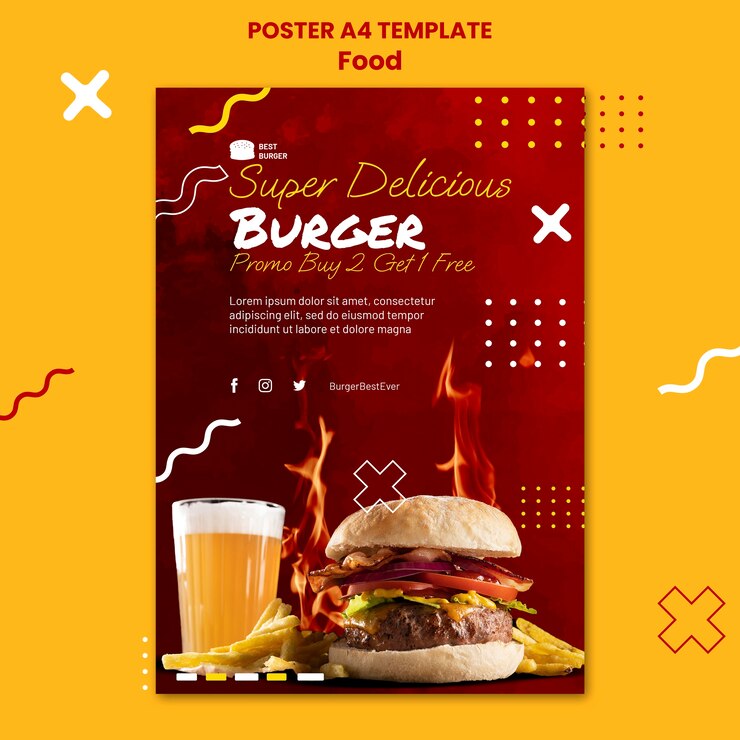 POSTER A4 TEMPLATE
Food
BEST
BURGER
Super Delicious
BURGER
Promo Buy 2 Get 1 Free
Lorem ipsum dolor sit amet, consectetur
adipiscing elit, sed do eiusmod tempor
incididunt ut labore et dolore magna
BurgerBestEver